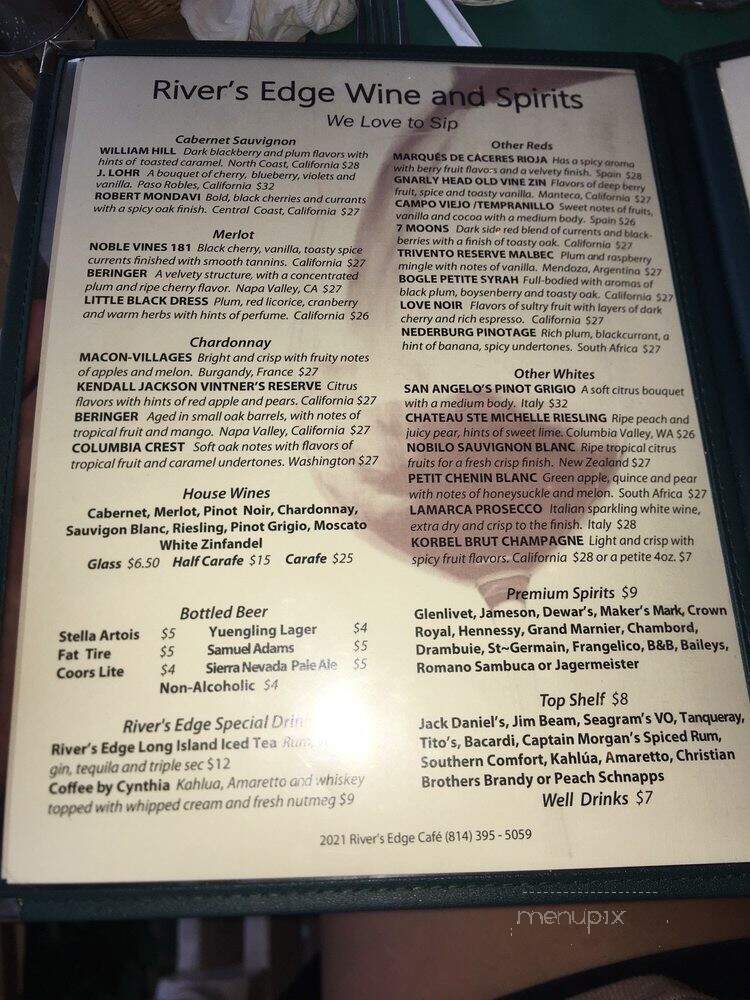 River's Edge Wine and Spirits
We Love to Sip
Cabernet Sauvignon
WILLIAM HILL Dark blackberry and plum flavors with
hints of toasted caramel. North Coast, California $28
J. LOHR A bouquet of cherry, blueberry, violets and
vanilla. Paso Robles, California $32
ROBERT MONDAVI Bold, black cherries and currants
with a spicy oak finish. Central Coast, California $27
Merlot
NOBLE VINES 181 Black cherry, vanilla, toasty spice
currents finished with smooth tannins. California $27
BERINGER A velvety structure, with a concentrated
plum and ripe cherry flavor. Napa Valley, CA $27
LITTLE BLACK DRESS Plum, red licorice, cranberry
and warm herbs with hints of perfume. California $26
Chardonnay
MACON-VILLAGES Bright and crisp with fruity notes
of apples and melon. Burgandy, France $27
KENDALL JACKSON VINTNER'S RESERVE Citrus
flavors with hints of red apple and pears. California $27
BERINGER Aged in small oak barrels, with notes of
tropical fruit and mango. Napa Valley, California $27
COLUMBIA CREST Soft oak notes with flavors of
tropical fruit and caramel undertones. Washington $27
House Wines
Cabernet, Merlot, Pinot Noir, Chardonnay,
Sauvigon Blanc, Riesling, Pinot Grigio, Moscato
White Zinfandel
Glass $6.50 Half Carafe $15 Carafe $25
Bottled Beer
Stella Artois $5 Yuengling Lager $4
Fat Tire $5 Samuel Adams $5
Coors Lite $4 Sierra Nevada Pale Ale $5
Non-Alcoholic $4
River's Edge Special Drin
River's Edge Long Island Iced Tea Rum,
gin, tequila and triple sec $12
Coffee by Cynthia Kahlua, Amaretto and whiskey
topped with whipped cream and fresh nutmeg $9
Other Reds
MARQUÉS DE CÁCERES RIOJA Has a spicy aroma
with berry fruit flavors and a velvety finish. Spain $28
GNARLY HEAD OLD VINE ZIN Flavors of deep berry
fruit, spice and toasty vanilla. Manteca, California $27
CAMPO VIEJO /TEMPRANILLO Sweet notes of fruits,
vanilla and cocoa with a medium body. Spain $26
7 MOONS Dark side red blend of currents and black-
berries with a finish of toasty oak. California $27
TRIVENTO RESERVE MALBEC Plum and raspberry
mingle with notes of vanilla. Mendoza, Argentina $27
BOGLE PETITE SYRAH Full-bodied with aromas of
black plum, boysenberry and toasty oak. California $27
LOVE NOIR Flavors of sultry fruit with layers of dark
cherry and rich espresso. California $27
NEDERBURG PINOTAGE Rich plum, blackcurrant, a
hint of banana, spicy undertones. South Africa $27
Other Whites
SAN ANGELO'S PINOT GRIGIO A soft citrus bouquet
with a medium body. Italy $32
CHATEAU STE MICHELLE RIESLING Ripe peach and
juicy pear, hints of sweet lime. Columbia Valley, WA $26
NOBILO SAUVIGNON BLANC Ripe tropical citrus
fruits for a fresh crisp finish. New Zealand $27
PETIT CHENIN BLANC Green apple, quince and pear
with notes of honeysuckle and melon. South Africa $27
LAMARCA PROSECCO Italian sparkling white wine,
extra dry and crisp to the finish. Italy $28
KORBEL BRUT CHAMPAGNE Light and crisp with
spicy fruit flavors. California $28 or a petite 4oz. $7
Premium Spirits $9
Glenlivet, Jameson, Dewar's, Maker's Mark, Crown
Royal, Hennessy, Grand Marnier, Chambord,
Drambuie, St~Germain, Frangelico, B&B, Baileys,
Romano Sambuca or Jagermeister
Top Shelf $8
Jack Daniel's, Jim Beam, Seagram's VO, Tanqueray,
Tito's, Bacardi, Captain Morgan's Spiced Rum,
Southern Comfort, Kahlúa, Amaretto, Christian
Brothers Brandy or Peach Schnapps
Well Drinks $7
2021 River's Edge Café (814) 395 - 5059
menupix